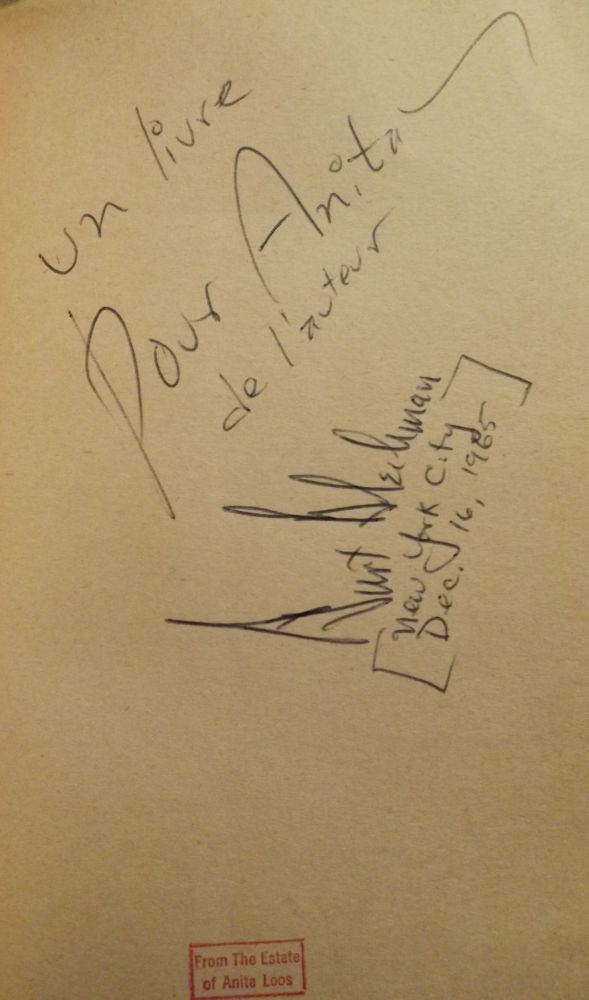 un livre
Pour Anita
de l'auteur
Kurt
[New York City
Dec. 16, 1965]
From The Estate
of Anita Loos